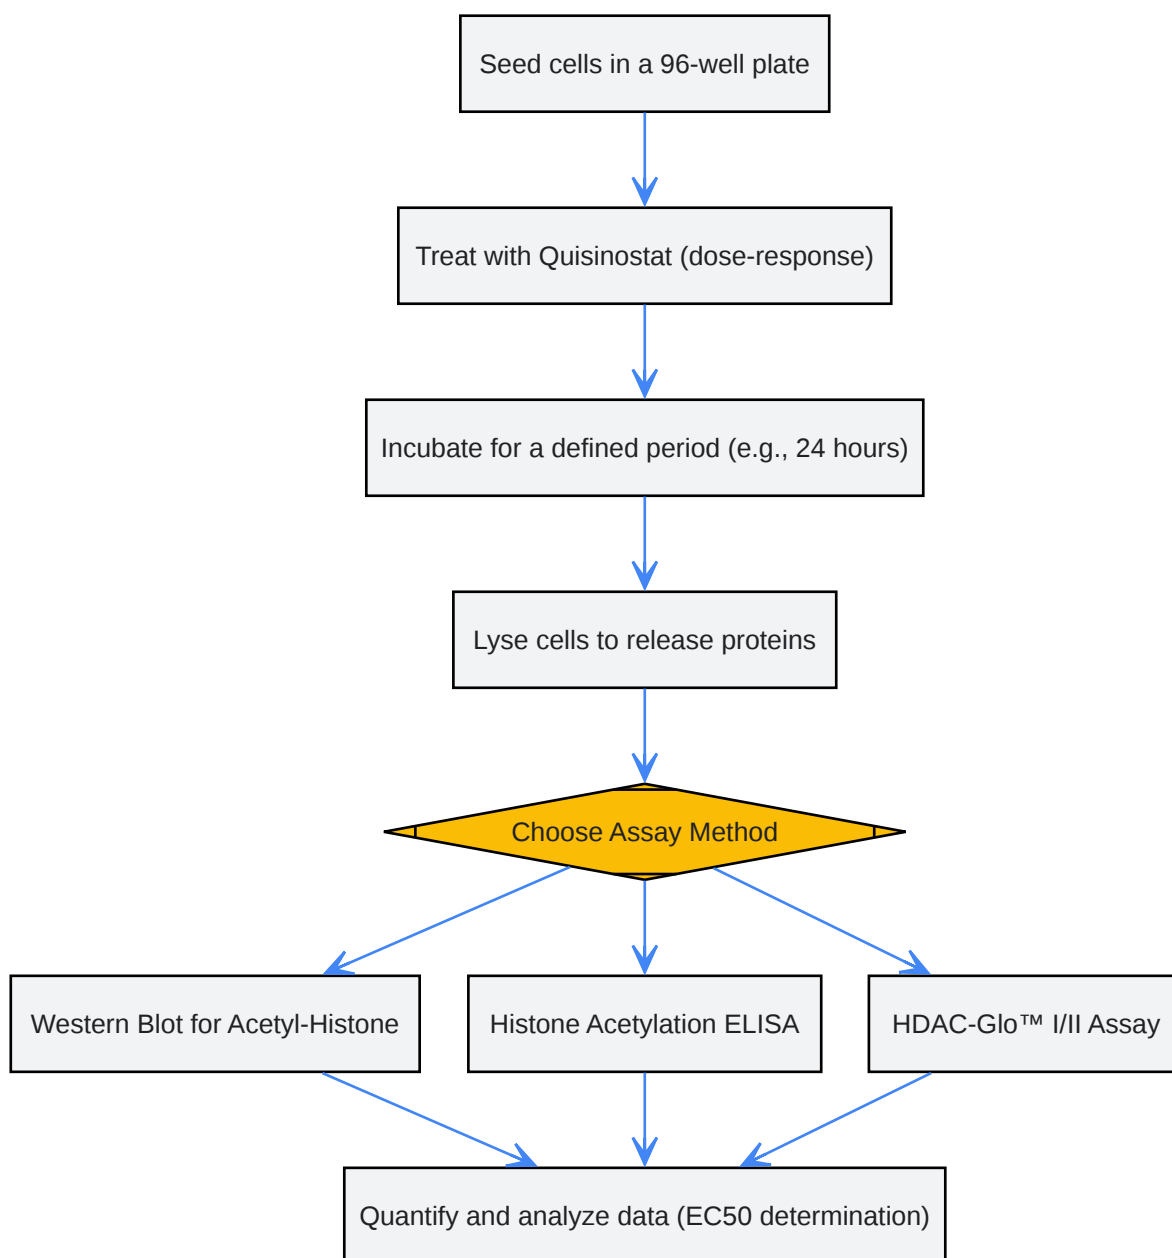 Seed cells in a 96-well plate
Treat with Quisinostat (dose-response)
Incubate for a defined period (e.g., 24 hours)
Lyse cells to release proteins
Choose Assay Method
Western Blot for Acetyl-Histone
Histone Acetylation ELISA
HDAC-Glo™ I/II Assay
Quantify and analyze data (EC50 determination)